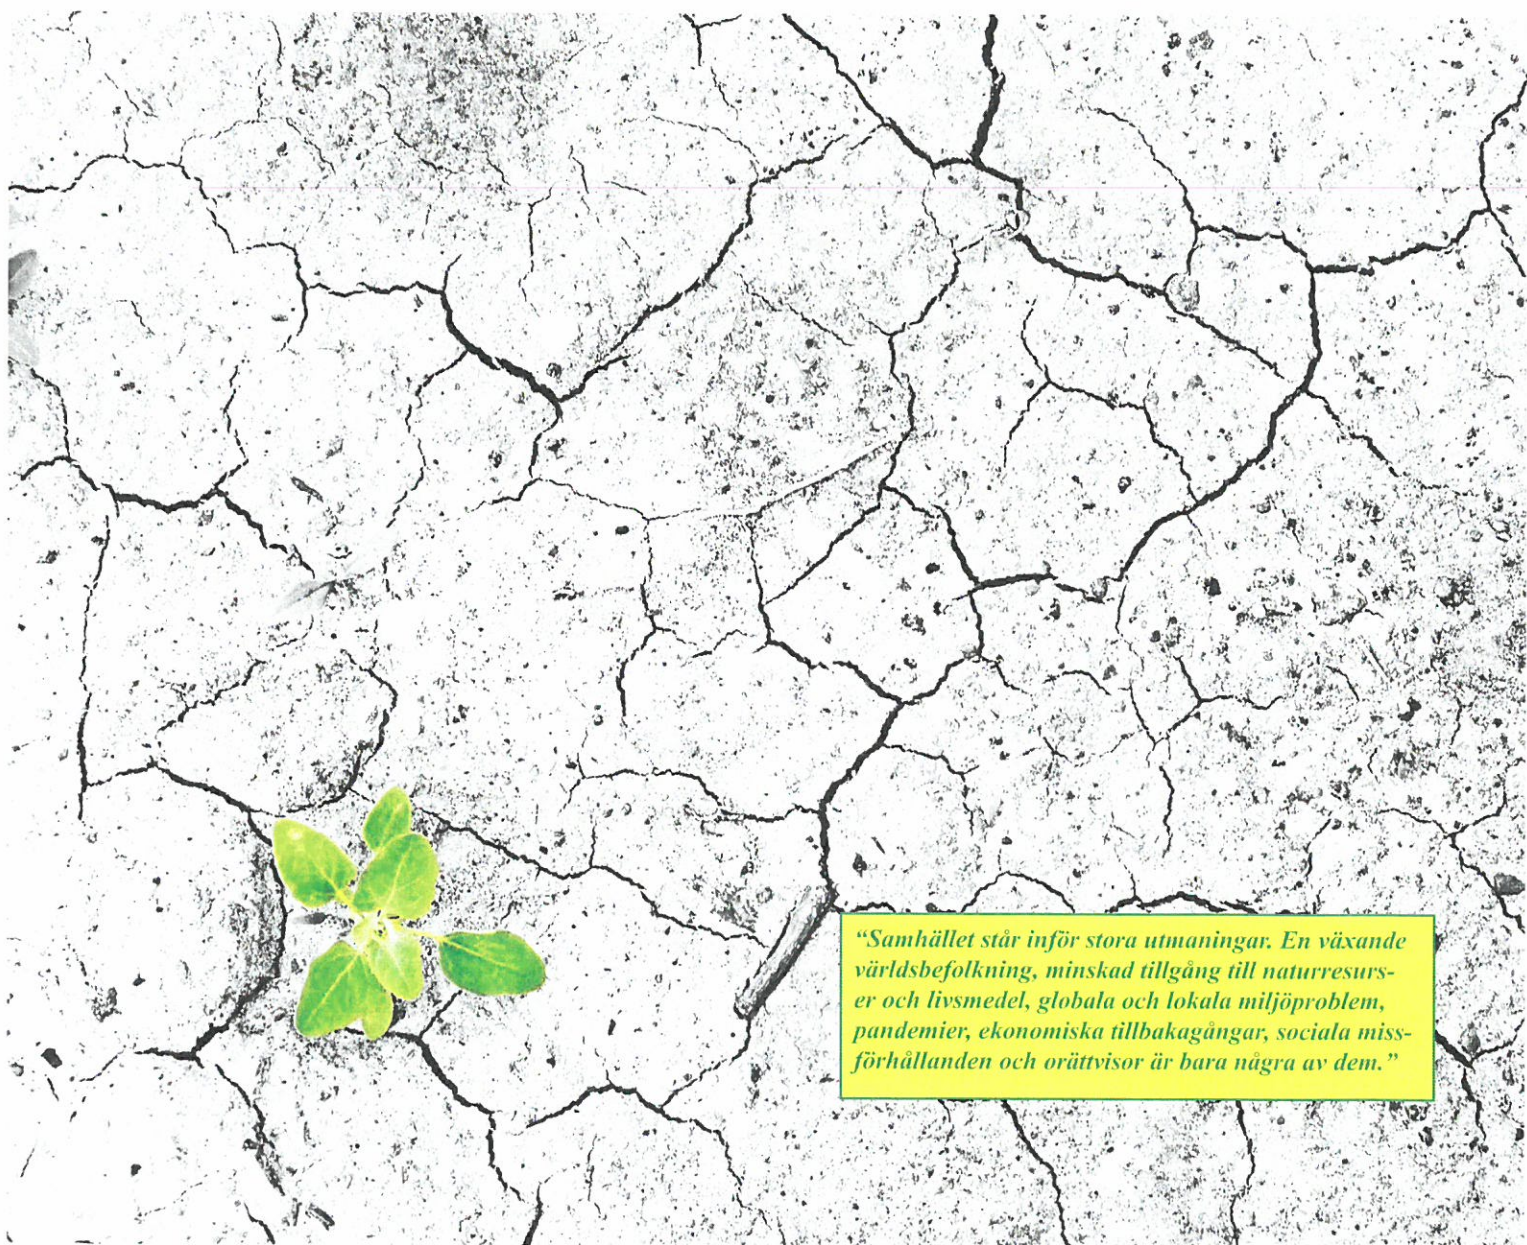 “Samhället står inför stora utmaningar. En växande
världsbefolkning, minskad tillgång till naturresurs-
er och livsmedel, globala och lokala miljöproblem,
pandemier, ekonomiska tillbakagångar, sociala miss-
förhållanden och orättvisor är bara några av dem.”